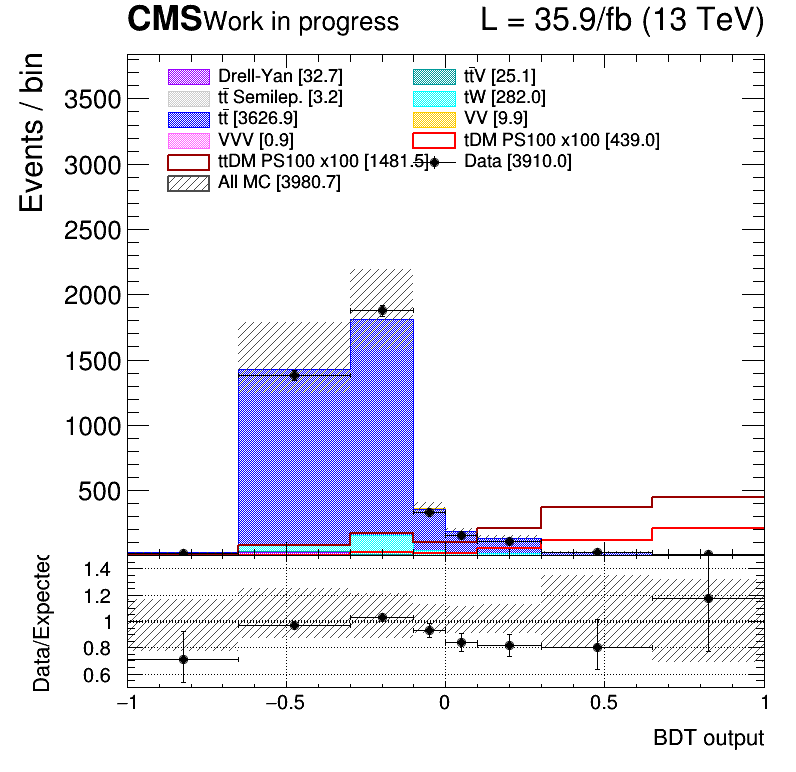 CMS Work in progress L = 35.9/fb (13 TeV)
Events / bin
3500
3000
2500
2000
1500
1000
500
Drell-Yan [32.7]
tt̄V [25.1]
tt̄ Semilep. [3.2]
tW [282.0]
tt̄ [3626.9]
VV [9.9]
VVV [0.9]
tDM PS100 x100 [439.0]
ttDM PS100 x100 [1481.5]
Data [3910.0]
All MC [3980.7]
Data/Expected
1.4
1.2
1
0.8
0.6
−1 −0.5 0 0.5 1
BDT output